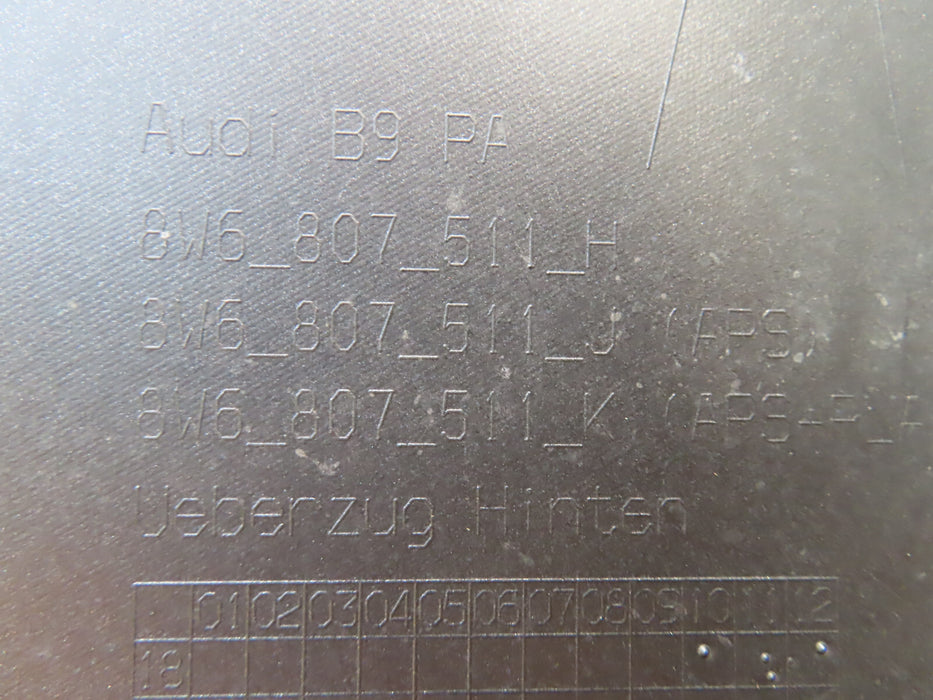 Audi B9 PA
8W6_807_511_H
8W6_807_511_J (APS)
8W6_807_511_K
Ueberzug Hinten
01 02 03 04 05 06 07 08 09 10 11 12
18